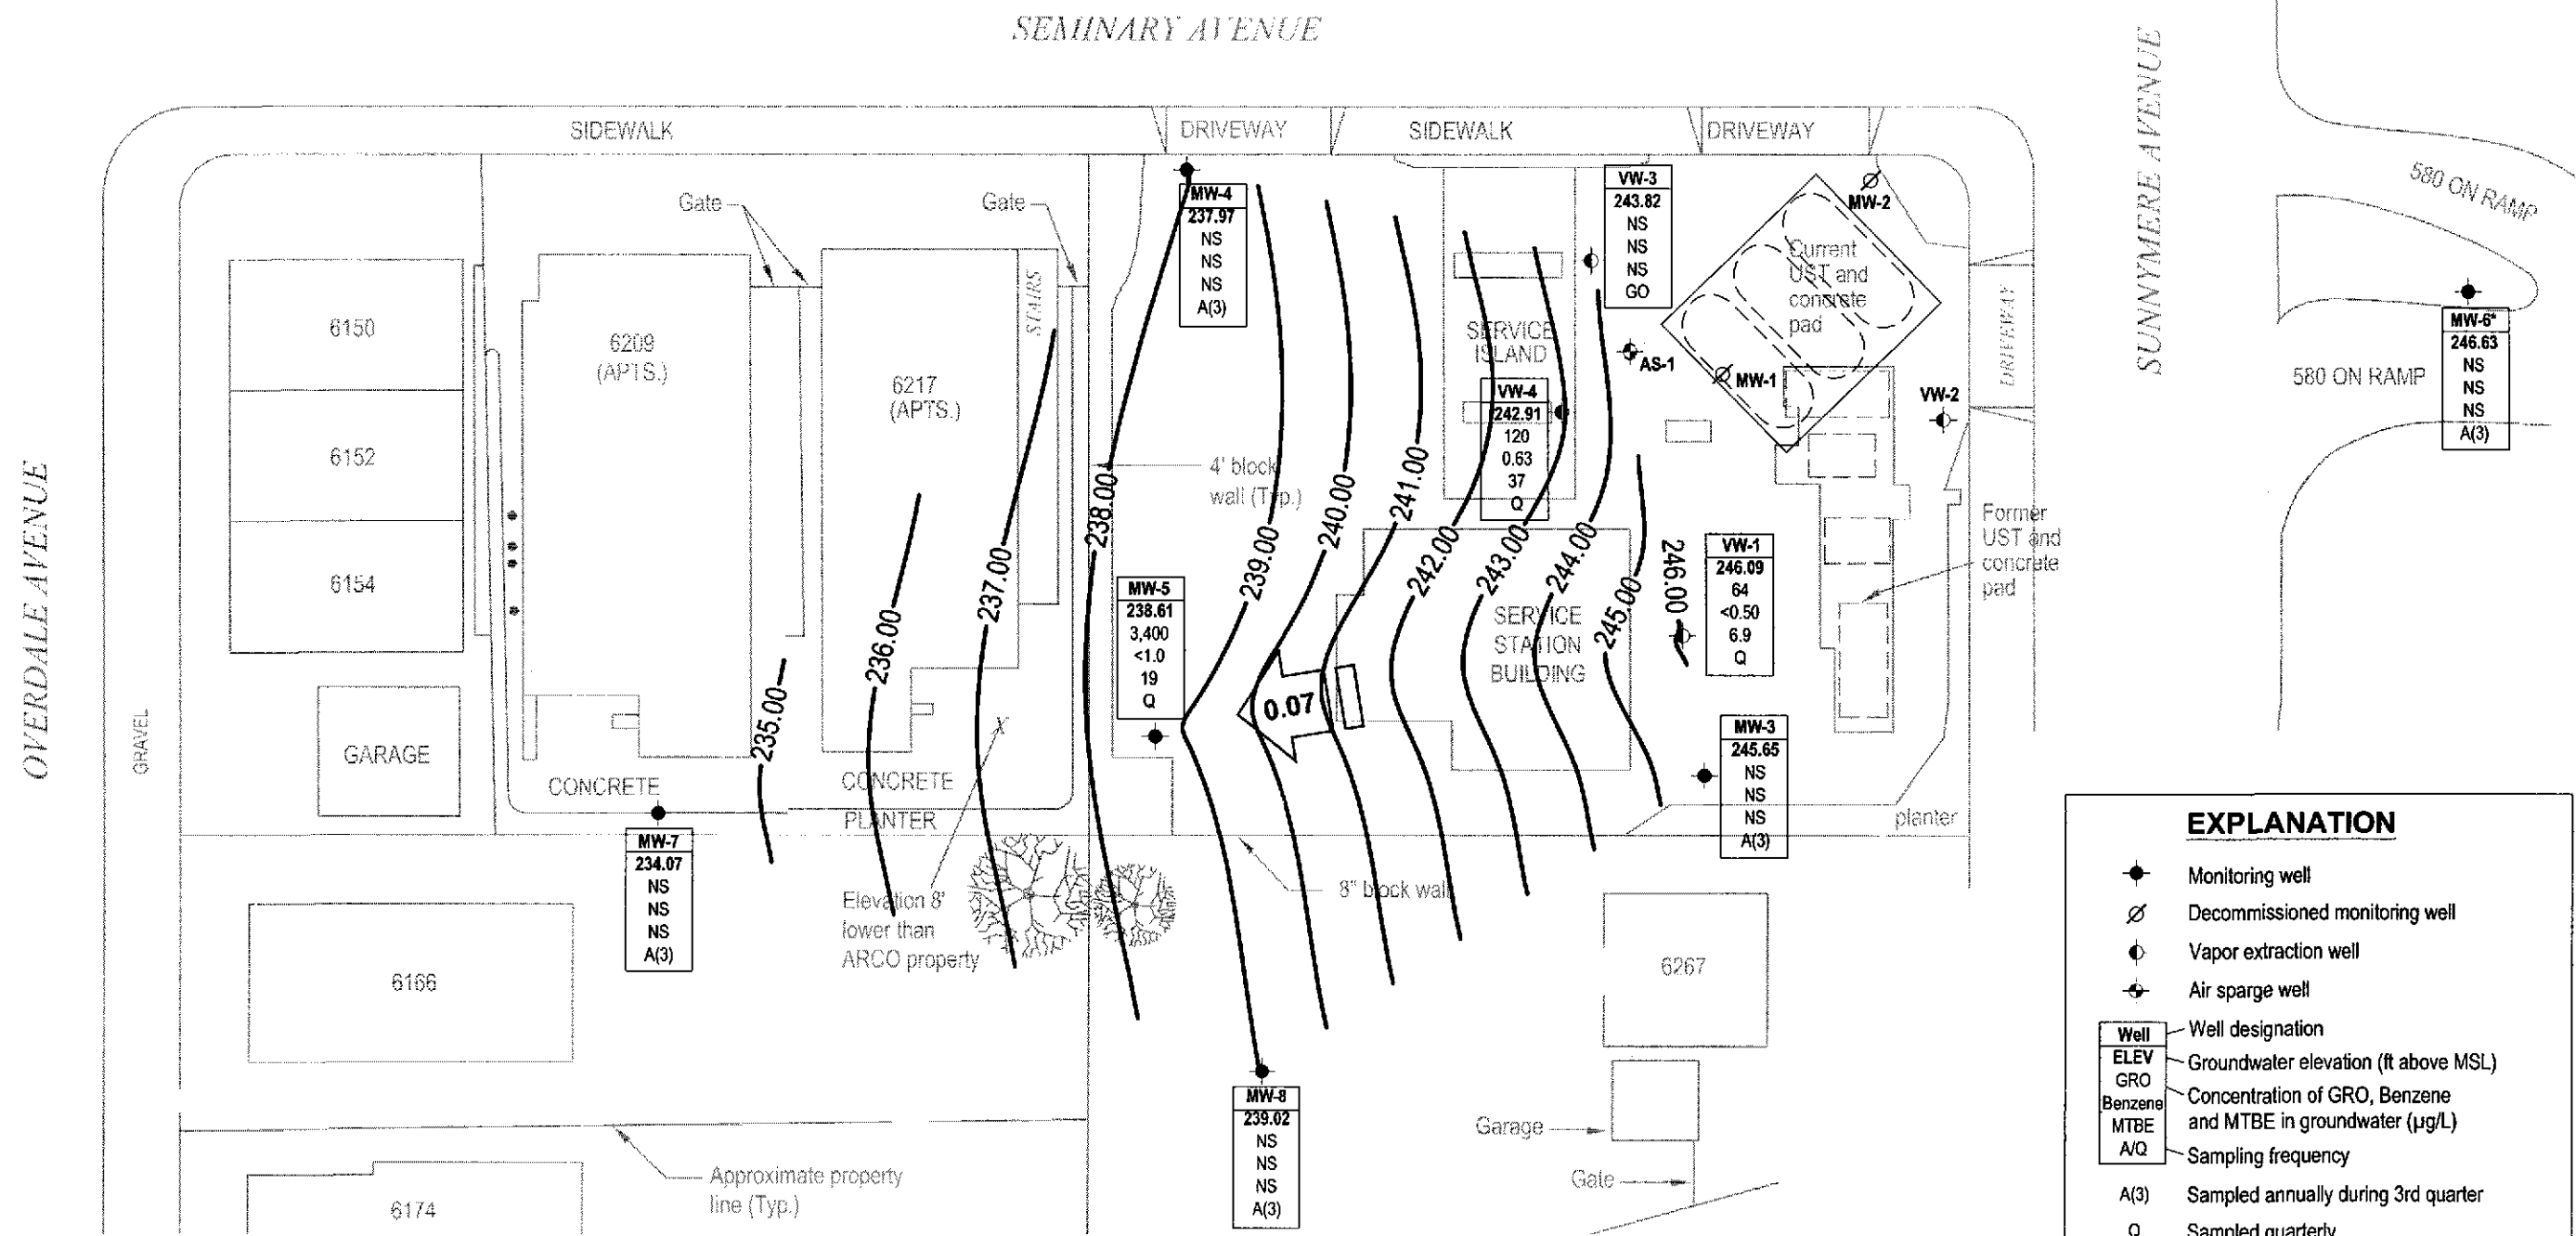 SEMINARY AVENUE
SUNNYMERE AVENUE
OVERDALE AVENUE
SIDEWALK
DRIVEWAY
SIDEWALK
DRIVEWAY
580 ON RAMP
580 ON RAMP
DRIVEWAY
Gate
Gate
STAIRS
6150
6152
6154
6209
(APTS.)
6217
(APTS.)
GARAGE
GRAVEL
CONCRETE
CONCRETE
PLANTER
planter
MW-4
237.97
NS
NS
NS
A(3)
VW-3
243.82
NS
NS
NS
GO
MW-2
Current
UST and
concrete
pad
MW-6*
246.63
NS
NS
NS
A(3)
SERVICE
ISLAND
AS-1
MW-1
VW-2
VW-4
242.91
120
0.63
37
Q
4' block
wall (Typ.)
Former
UST and
concrete
pad
VW-1
246.09
64
<0.50
6.9
Q
MW-5
238.61
3,400
<1.0
19
Q
SERVICE
STATION
BUILDING
235.00
236.00
237.00
238.00
239.00
240.00
241.00
242.00
243.00
244.00
245.00
246.00
0.07
X
MW-3
245.65
NS
NS
NS
A(3)
MW-7
234.07
NS
NS
NS
A(3)
Elevation 8'
lower than
ARCO property
8" block wall
6166
6267
6174
MW-8
239.02
NS
NS
NS
A(3)
Garage
Gate
Approximate property
line (Typ.)
EXPLANATION
Monitoring well
Decommissioned monitoring well
Vapor extraction well
Air sparge well
Well
ELEV
GRO
Benzene
MTBE
A/Q
Well designation
Groundwater elevation (ft above MSL)
Concentration of GRO, Benzene
and MTBE in groundwater (µg/L)
Sampling frequency
A(3) Sampled annually during 3rd quarter
Q Sampled quarterly